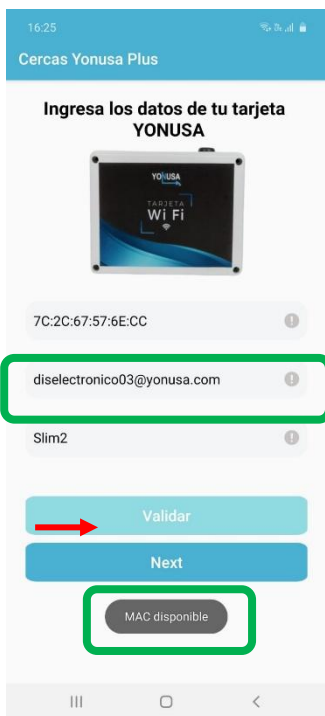 16:25
Cercas Yonusa Plus
Ingresa los datos de tu tarjeta
YONUSA
YONUSA
TARJETA
Wi Fi
7C:2C:67:57:6E:CC
diselectronico03@yonusa.com
Slim2
Validar
Next
MAC disponible